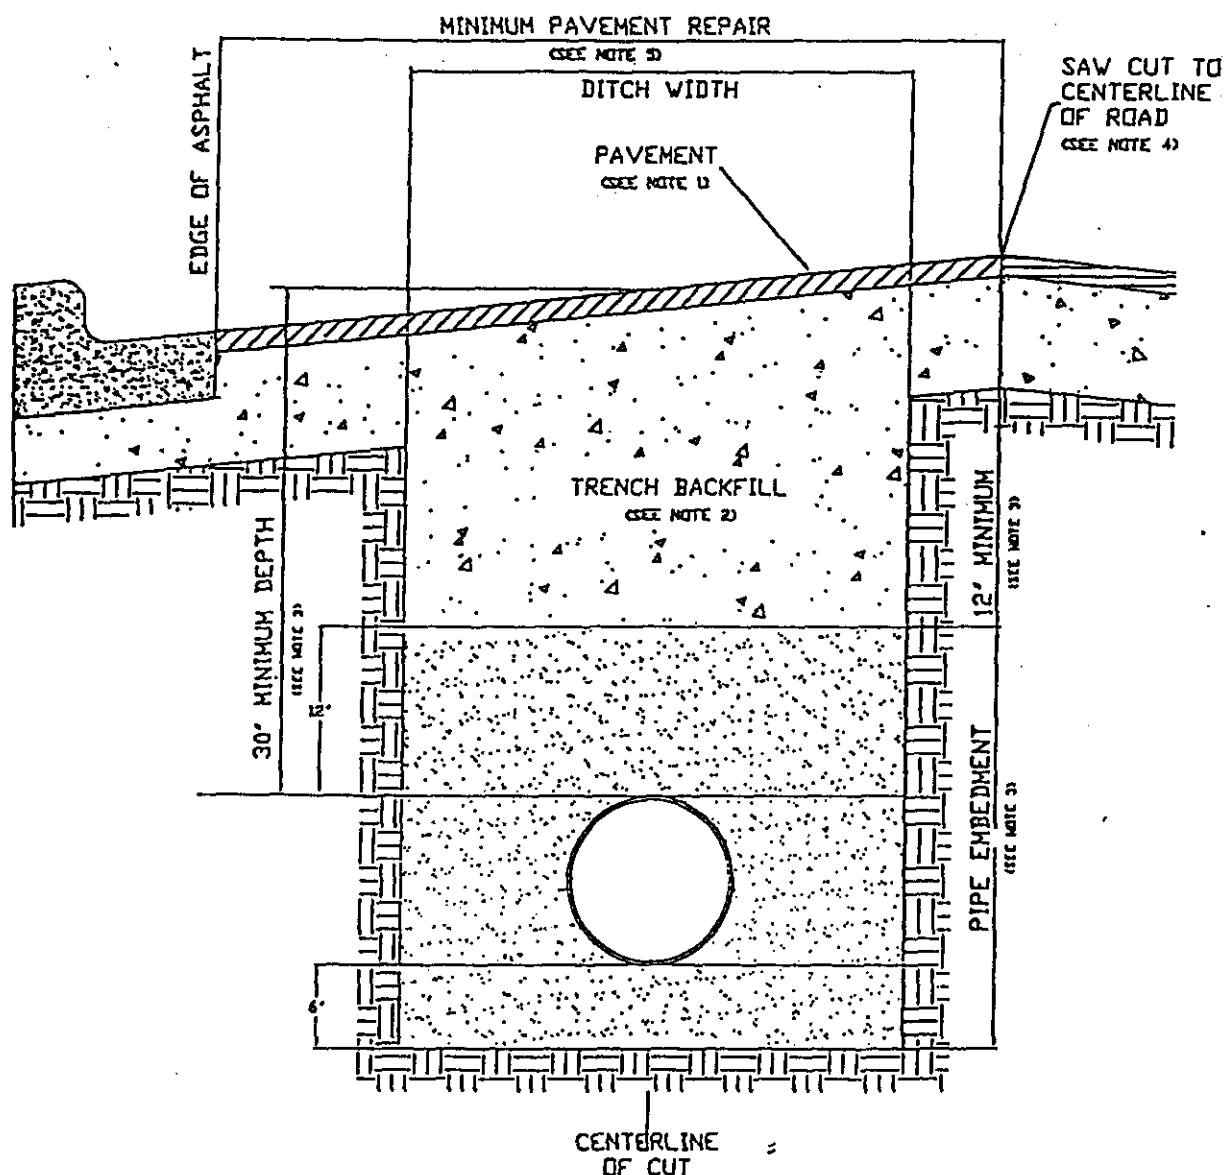 MINIMUM PAVEMENT REPAIR
(SEE NOTE 5)
DITCH WIDTH
EDGE OF ASPHALT
SAW CUT TO
CENTERLINE
OF ROAD
(SEE NOTE 4)
PAVEMENT
(SEE NOTE 1)
TRENCH BACKFILL
(SEE NOTE 2)
30" MINIMUM DEPTH
(SEE NOTE 3)
12"
12" MINIMUM
(SEE NOTE 3)
PIPE EMBEDMENT
(SEE NOTE 3)
6"
CENTERLINE
OF CUT